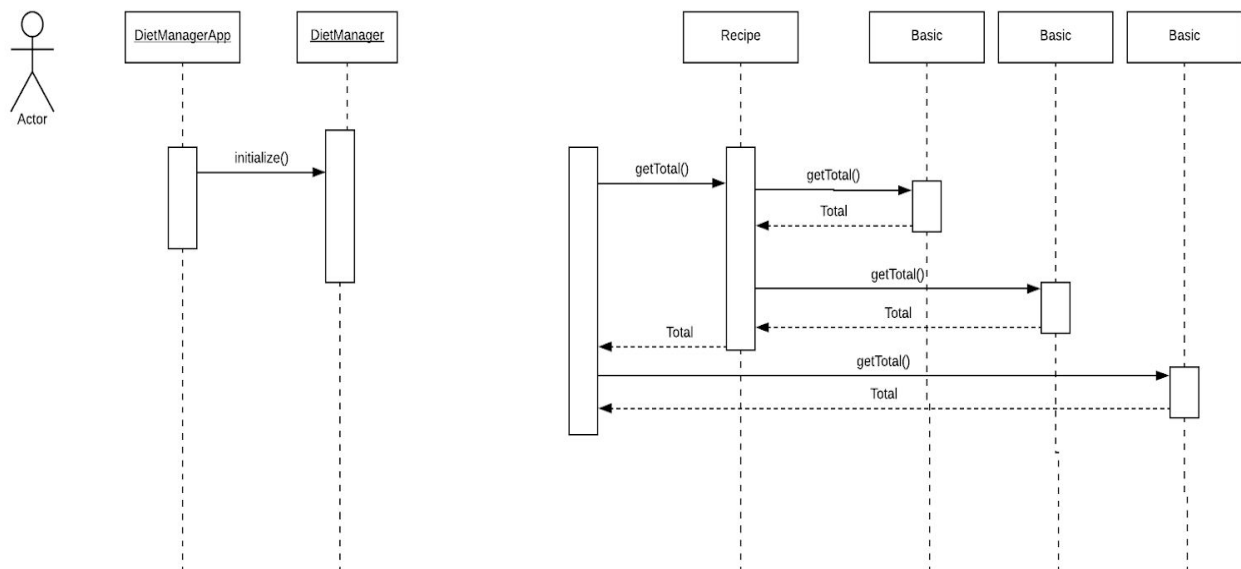 DietManagerApp
DietManager
Recipe
Basic
Basic
Basic
Actor
initialize()
getTotal()
getTotal()
Total
getTotal()
Total
Total
getTotal()
Total